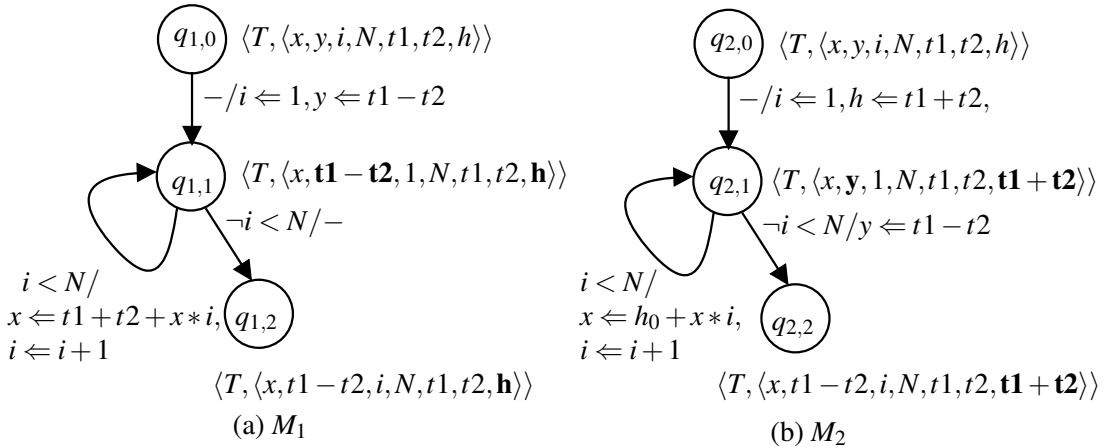 q1,0 ⟨T,⟨x,y,i,N,t1,t2,h⟩⟩
−/i ⇐ 1,y ⇐ t1−t2
q1,1 ⟨T,⟨x,t1−t2,1,N,t1,t2,h⟩⟩
¬i < N/−
i < N/
x ⇐ t1+t2+x∗i,
i ⇐ i+1
q1,2
⟨T,⟨x,t1−t2,i,N,t1,t2,h⟩⟩
(a) M1
q2,0 ⟨T,⟨x,y,i,N,t1,t2,h⟩⟩
−/i ⇐ 1,h ⇐ t1+t2,
q2,1 ⟨T,⟨x,y,1,N,t1,t2,t1+t2⟩⟩
¬i < N/y ⇐ t1−t2
i < N/
x ⇐ h0+x∗i,
i ⇐ i+1
q2,2
⟨T,⟨x,t1−t2,i,N,t1,t2,t1+t2⟩⟩
(b) M2